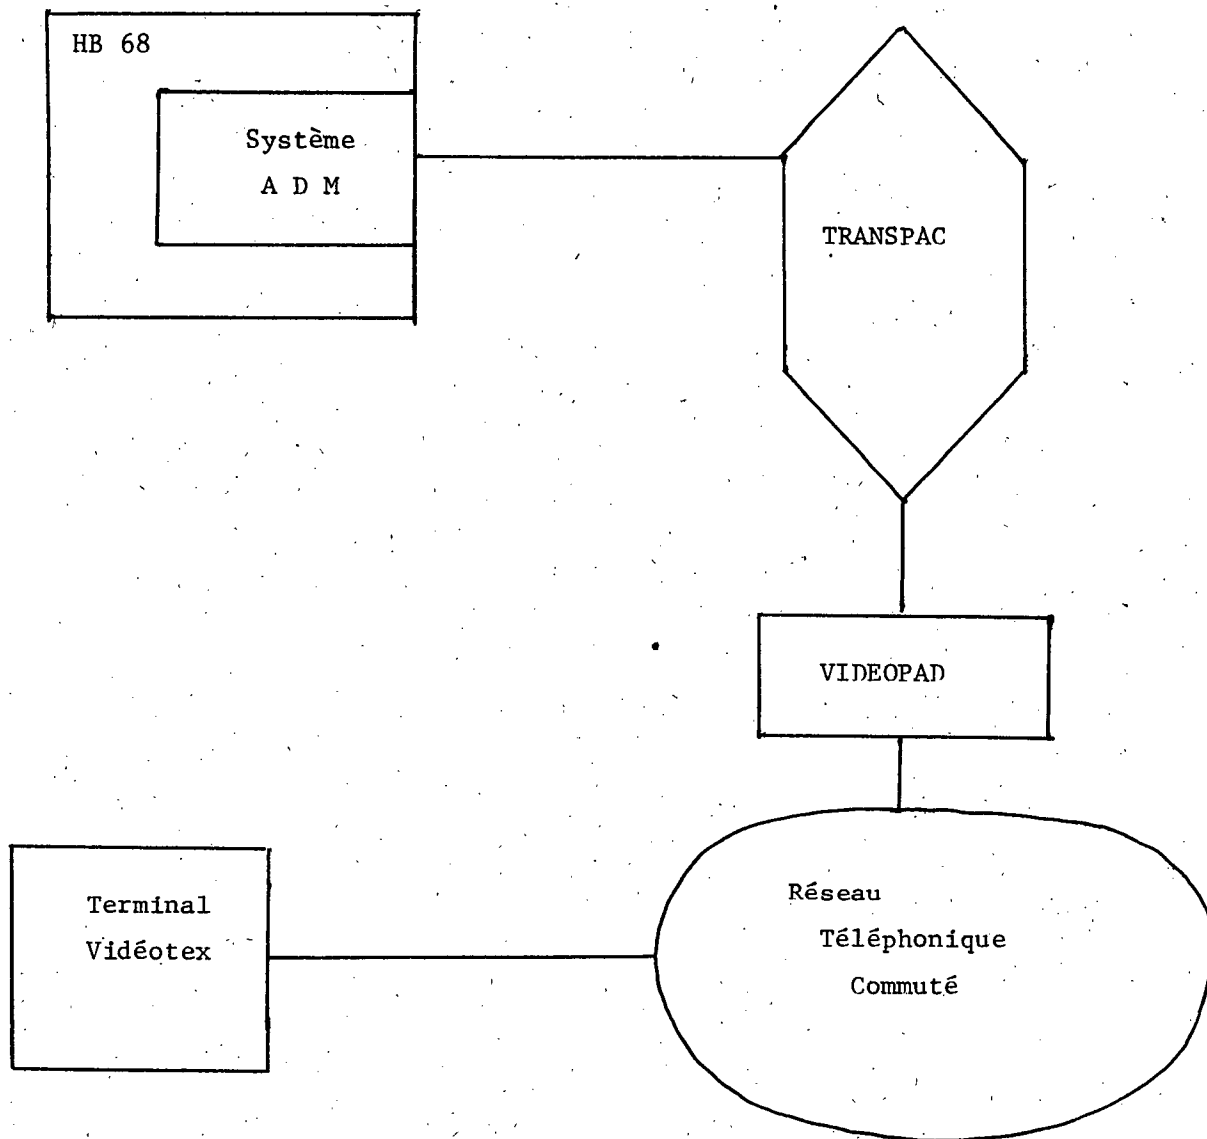 HB 68
Système
A D M
TRANSPAC
VIDEOPAD
Terminal
Vidéotex
Réseau
Téléphonique
Commuté